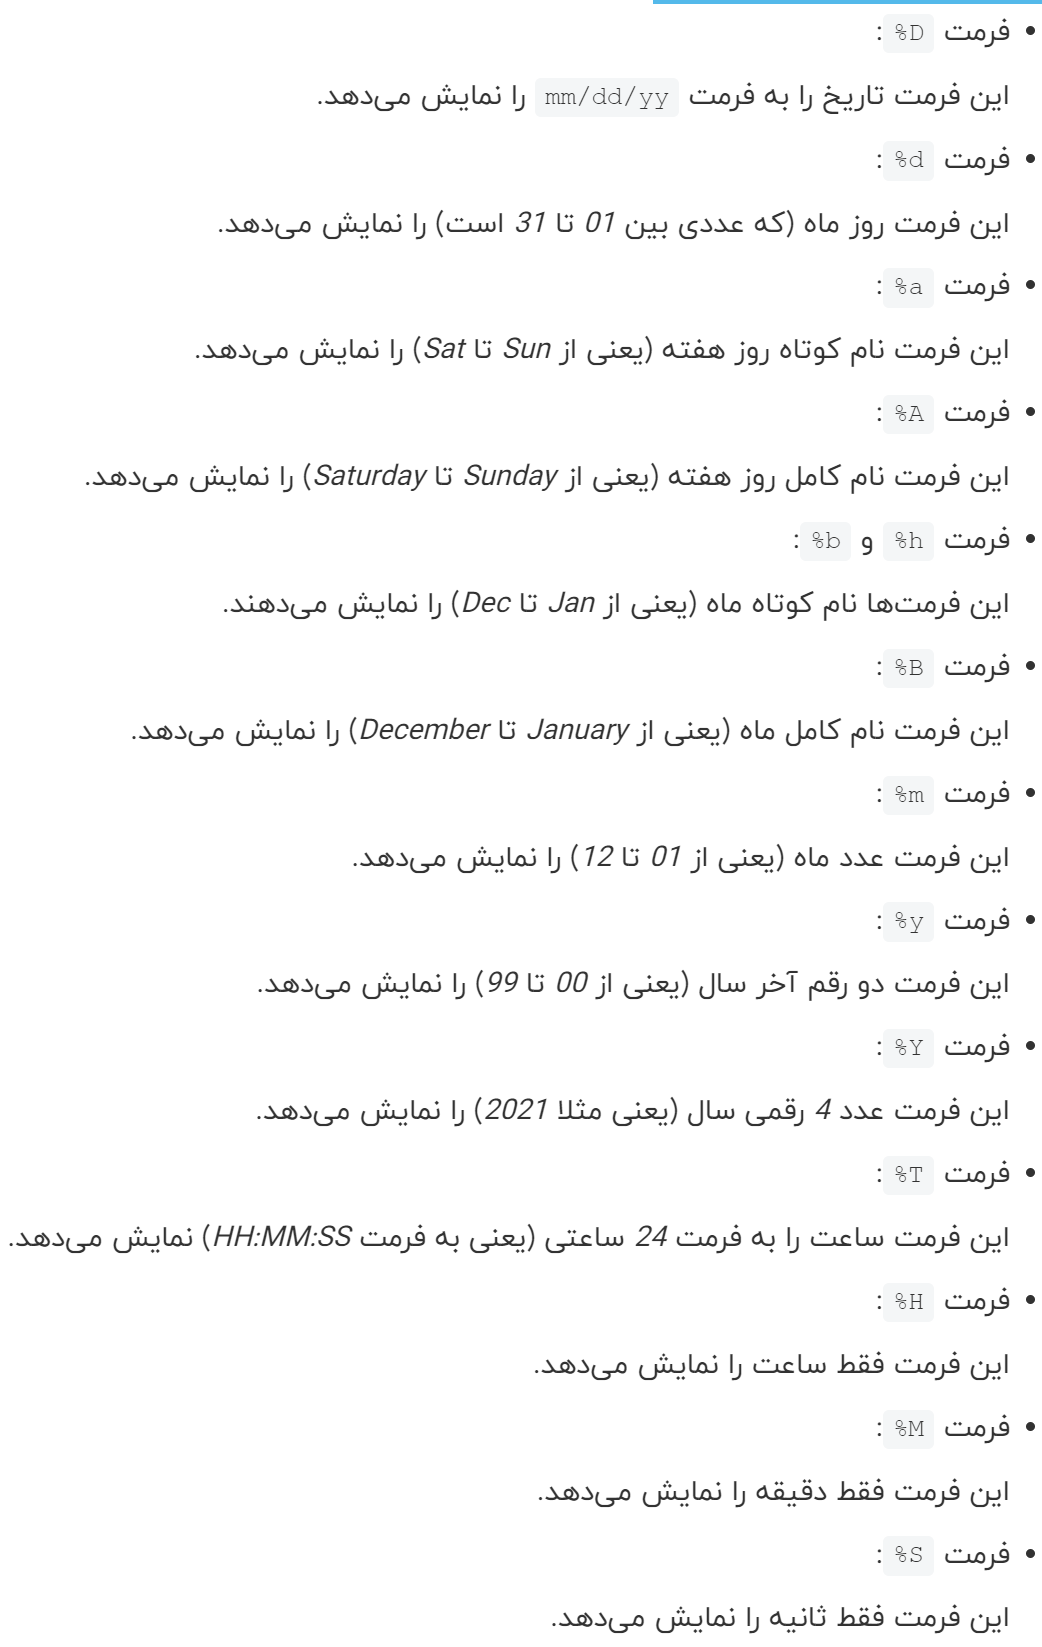 • فرمت %D :
این فرمت تاریخ را به فرمت mm/dd/yy را نمایش می‌دهد.
• فرمت %d :
این فرمت روز ماه (که عددی بین 01 تا 31 است) را نمایش می‌دهد.
• فرمت %a :
این فرمت نام کوتاه روز هفته (یعنی از Sun تا Sat) را نمایش می‌دهد.
• فرمت %A :
این فرمت نام کامل روز هفته (یعنی از Sunday تا Saturday) را نمایش می‌دهد.
• فرمت %h و %b :
این فرمت‌ها نام کوتاه ماه (یعنی از Jan تا Dec) را نمایش می‌دهند.
• فرمت %B :
این فرمت نام کامل ماه (یعنی از January تا December) را نمایش می‌دهد.
• فرمت %m :
این فرمت عدد ماه (یعنی از 01 تا 12) را نمایش می‌دهد.
• فرمت %y :
این فرمت دو رقم آخر سال (یعنی از 00 تا 99) را نمایش می‌دهد.
• فرمت %Y :
این فرمت عدد 4 رقمی سال (یعنی مثلا 2021) را نمایش می‌دهد.
• فرمت %T :
این فرمت ساعت را به فرمت 24 ساعتی (یعنی به فرمت HH:MM:SS) نمایش می‌دهد.
• فرمت %H :
این فرمت فقط ساعت را نمایش می‌دهد.
• فرمت %M :
این فرمت فقط دقیقه را نمایش می‌دهد.
• فرمت %S :
این فرمت فقط ثانیه را نمایش می‌دهد.